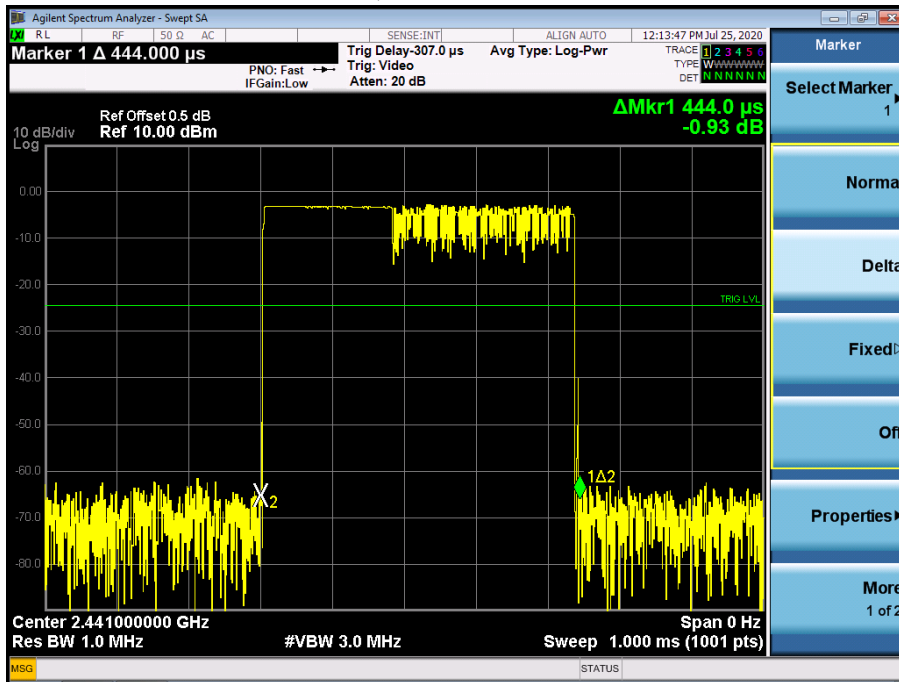 Agilent Spectrum Analyzer - Swept SA
LXI RL RF 50 Ω AC SENSE:INT ALIGN AUTO 12:13:47 PM Jul 25, 2020
Marker 1 Δ 444.000 µs
PNO: Fast
IFGain:Low
Trig Delay-307.0 µs
Trig: Video
Atten: 20 dB
Avg Type: Log-Pwr
TRACE 1 2 3 4 5 6
TYPE WWWWWW
DET N N N N N N
ΔMkr1 444.0 µs
-0.93 dB
Ref Offset 0.5 dB
10 dB/div Ref 10.00 dBm
Log
0.00
-10.0
-20.0
TRIG LVL
-30.0
-40.0
-50.0
-60.0
1Δ2
2
-70.0
-80.0
Center 2.441000000 GHz Span 0 Hz
Res BW 1.0 MHz #VBW 3.0 MHz Sweep 1.000 ms (1001 pts)
MSG STATUS
Marker
Select Marker
1
Norma
Delta
Fixed
Off
Properties
More
1 of 2